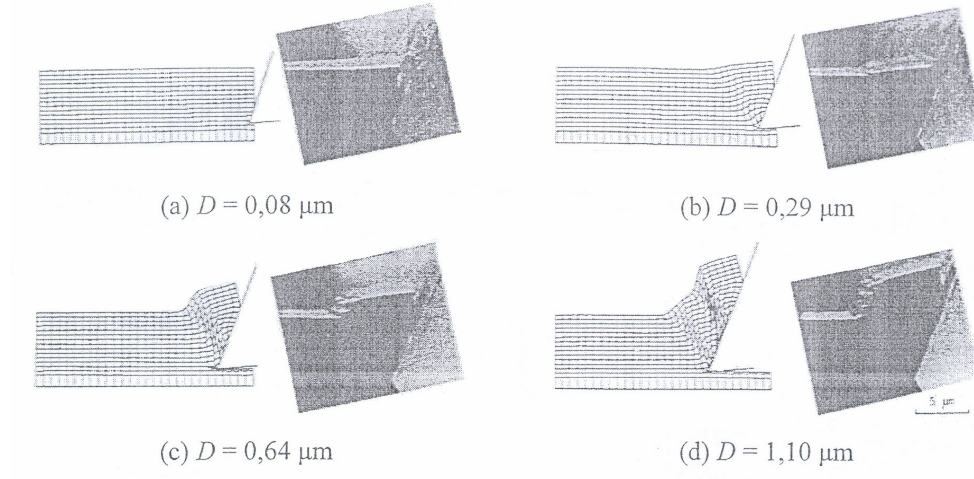 (a) D = 0,08 μm
(b) D = 0,29 μm
(c) D = 0,64 μm
5 μm
(d) D = 1,10 μm